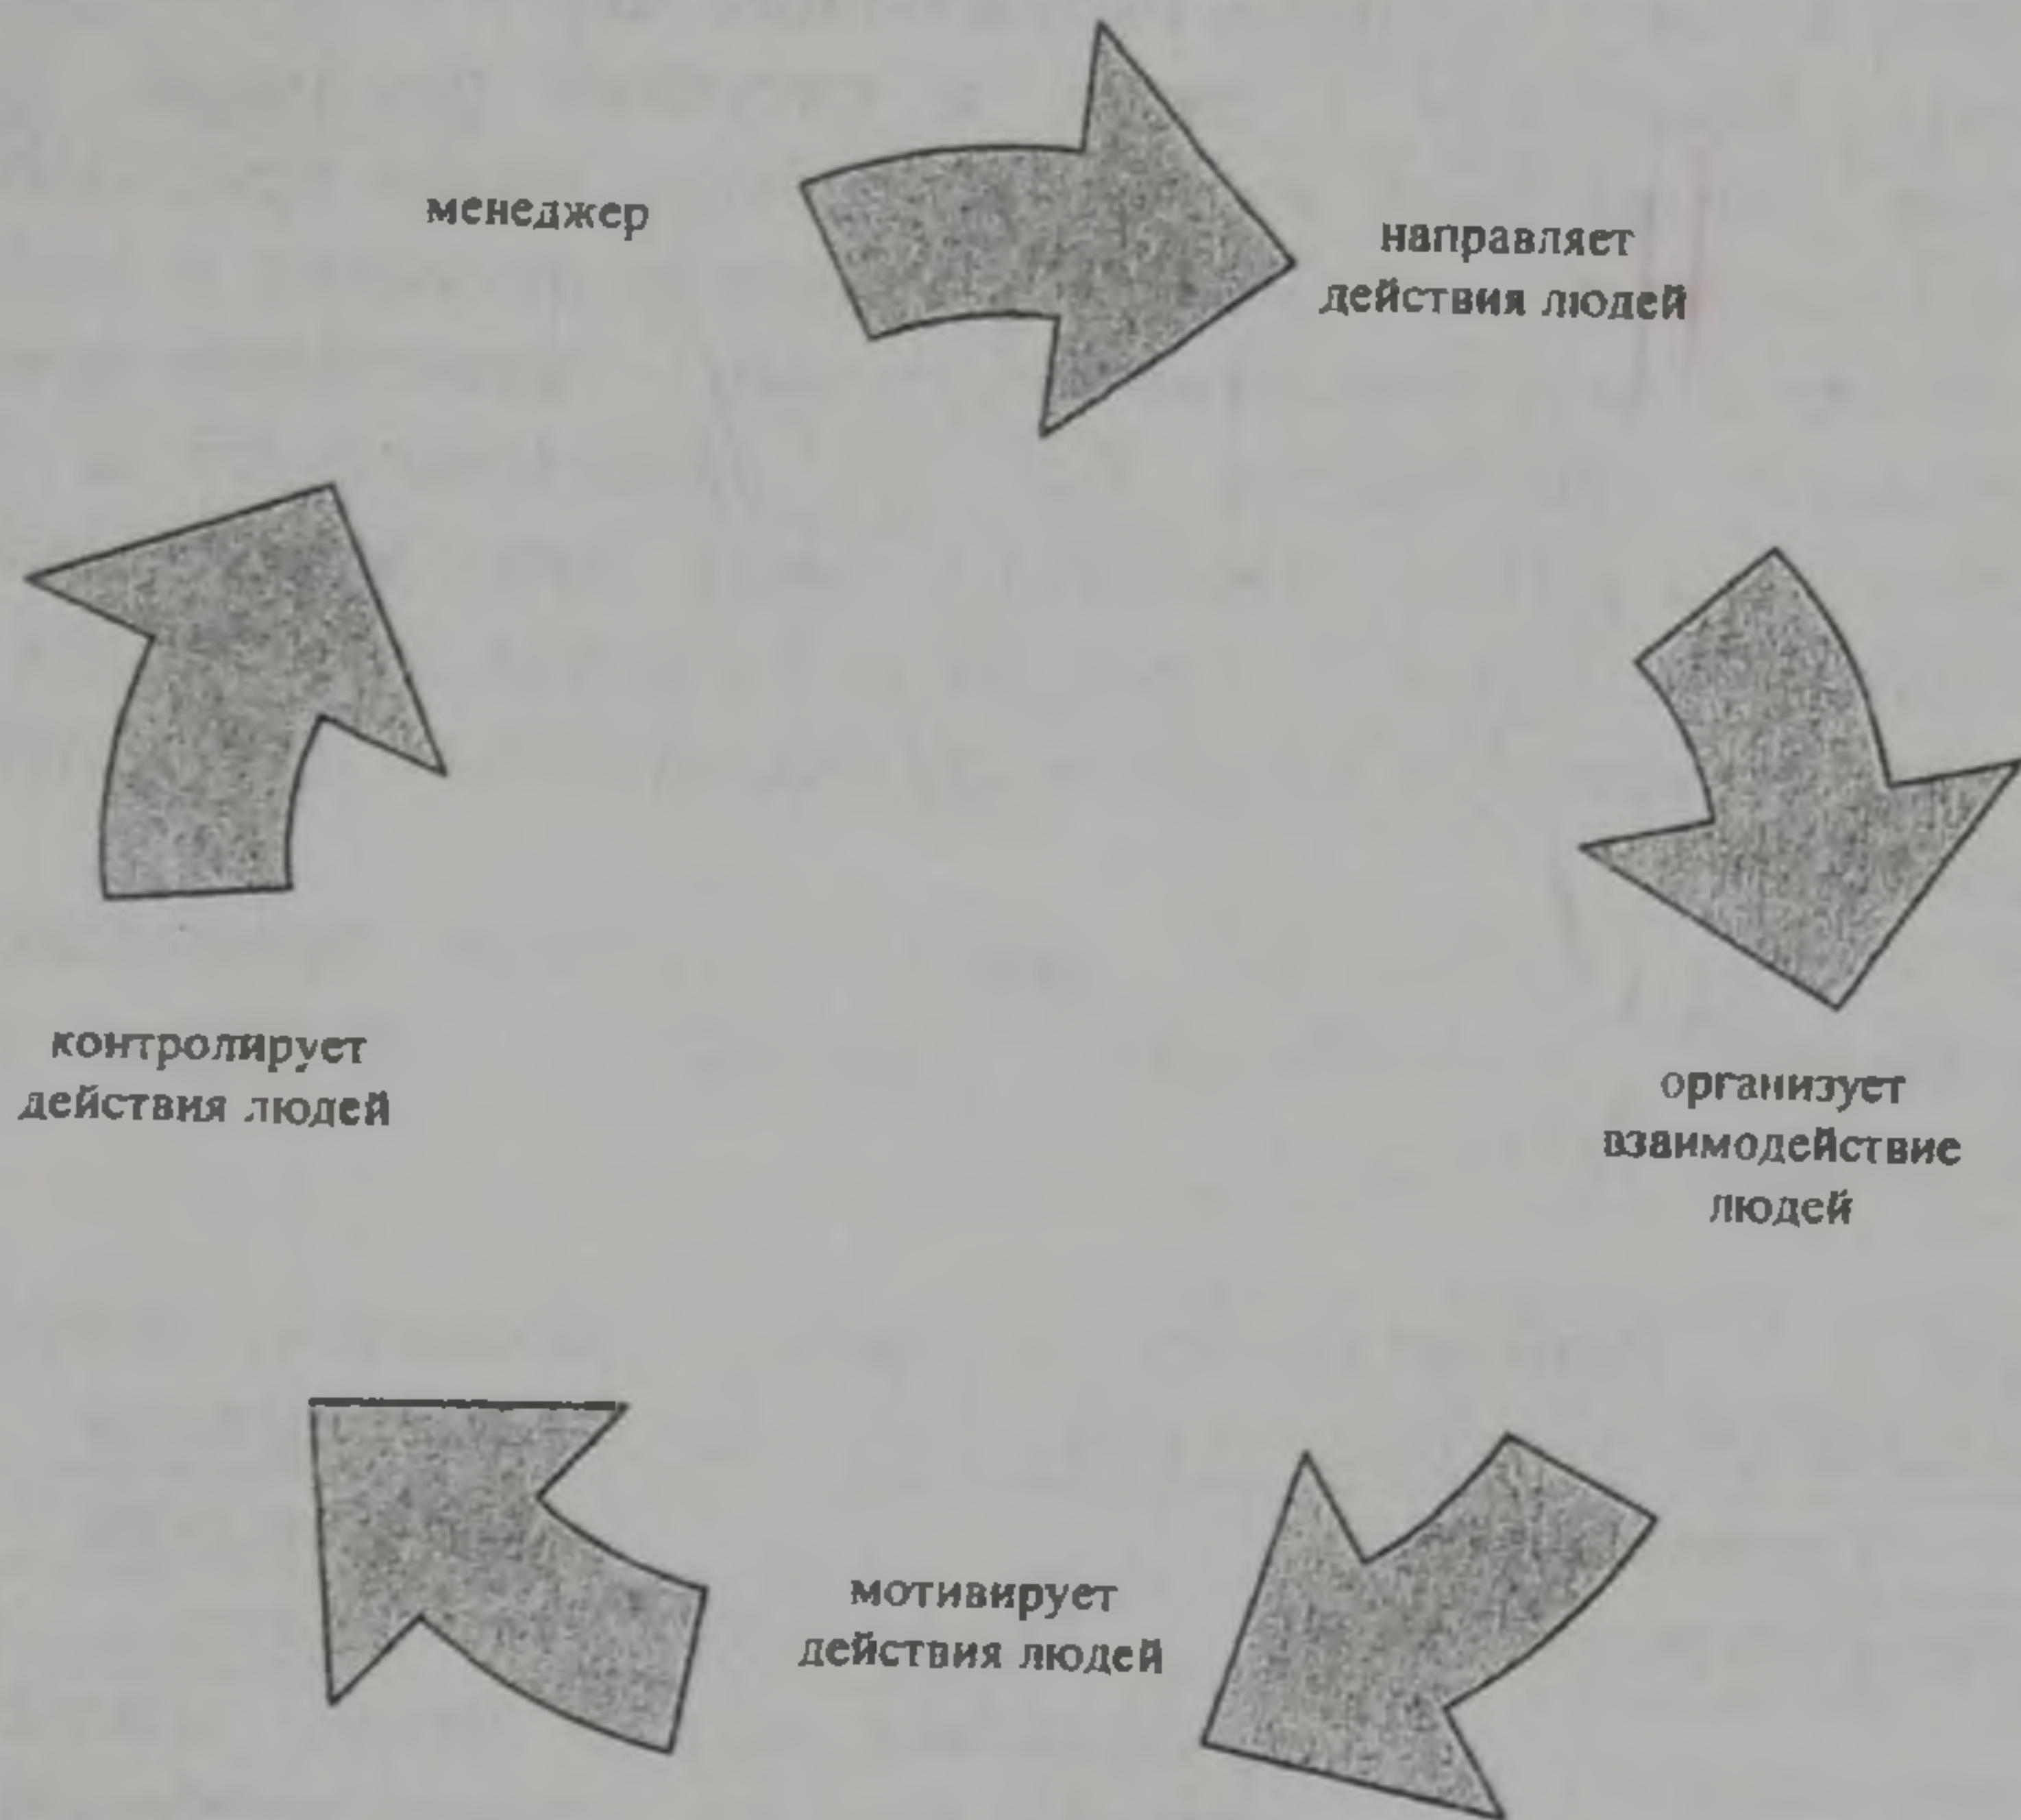 менеджер
направляет
действия людей
организует
взаимодействие
людей
мотивирует
действия людей
контролирует
действия людей